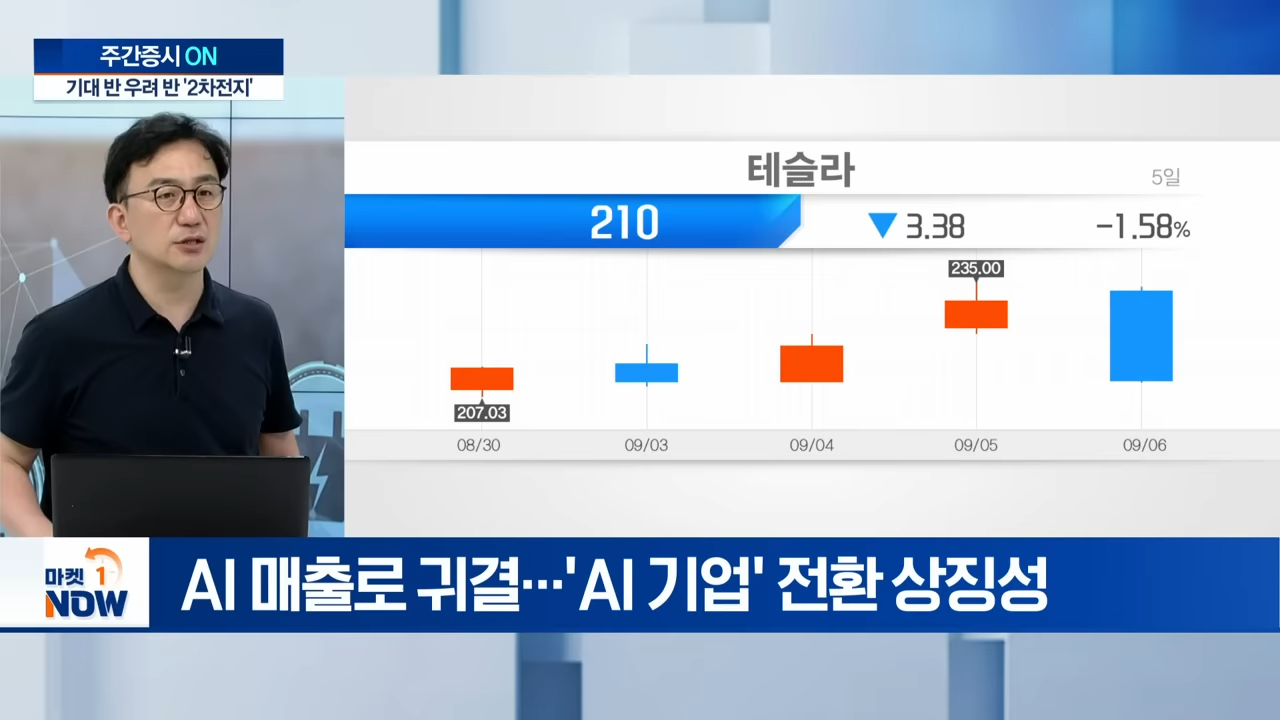 주간증시 ON
기대 반 우려 반 '2차전지'
테슬라
5일
210 ▼ 3.38 -1.58%
235.00
207.03
08/30 09/03 09/04 09/05 09/06
마켓 1
NOW
AI 매출로 귀결…'AI 기업' 전환 상징성